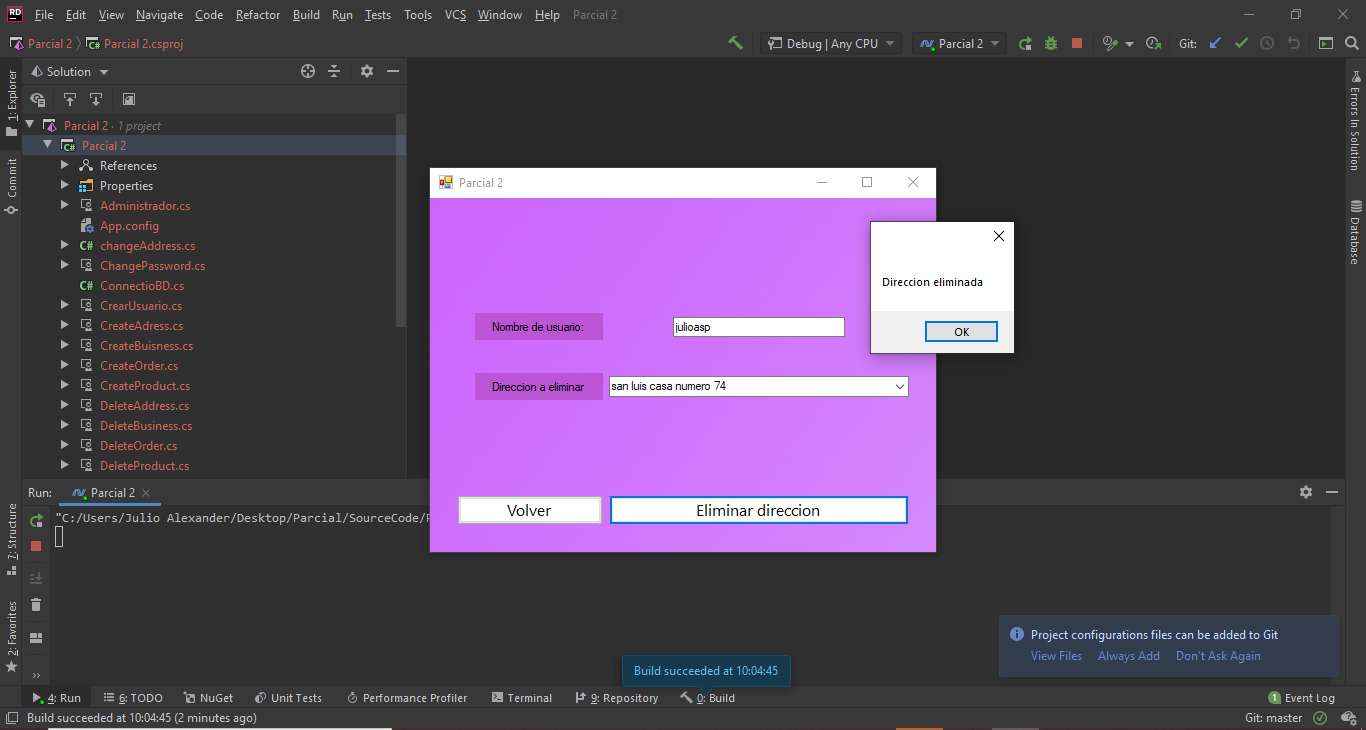 RD File Edit View Navigate Code Refactor Build Run Tests Tools VCS Window Help Parcial 2
Parcial 2 Parcial 2.csproj Debug | Any CPU Parcial 2 Git:
Solution
1: Explorer
Commit
7: Structure
2: Favorites
Parcial 2 · 1 project
C# Parcial 2
References
Properties
Administrador.cs
App.config
C# changeAddress.cs
ChangePassword.cs
C# ConnectioBD.cs
CrearUsuario.cs
CreateAdress.cs
CreateBuisness.cs
CreateOrder.cs
CreateProduct.cs
DeleteAddress.cs
DeleteBusiness.cs
DeleteOrder.cs
DeleteProduct.cs
Errors In Solution
Database
Parcial 2
Nombre de usuario: julioasp
Direccion a eliminar san luis casa numero 74
Volver Eliminar direccion
Direccion eliminada
OK
Run: Parcial 2
"C:/Users/Julio Alexander/Desktop/Parcial/SourceCode/
Project configurations files can be added to Git
View Files Always Add Don't Ask Again
Build succeeded at 10:04:45
4: Run 6: TODO NuGet Unit Tests Performance Profiler Terminal 9: Repository 0: Build 1 Event Log
Build succeeded at 10:04:45 (2 minutes ago) Git: master